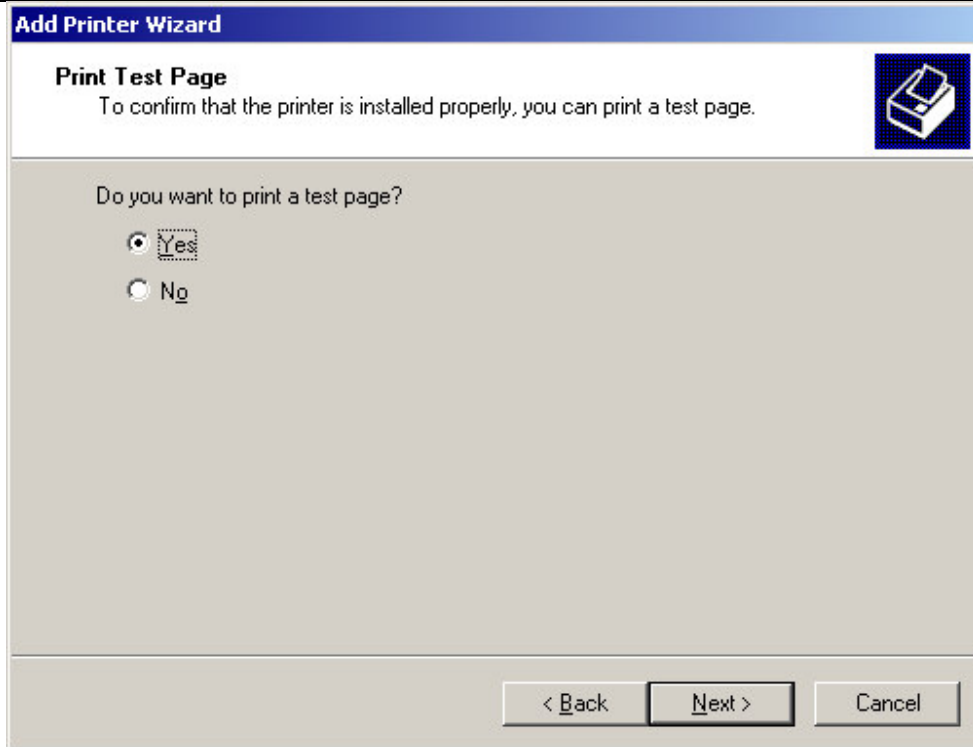 Add Printer Wizard
Print Test Page
To confirm that the printer is installed properly, you can print a test page.
Do you want to print a test page?
Yes
No
< Back Next > Cancel